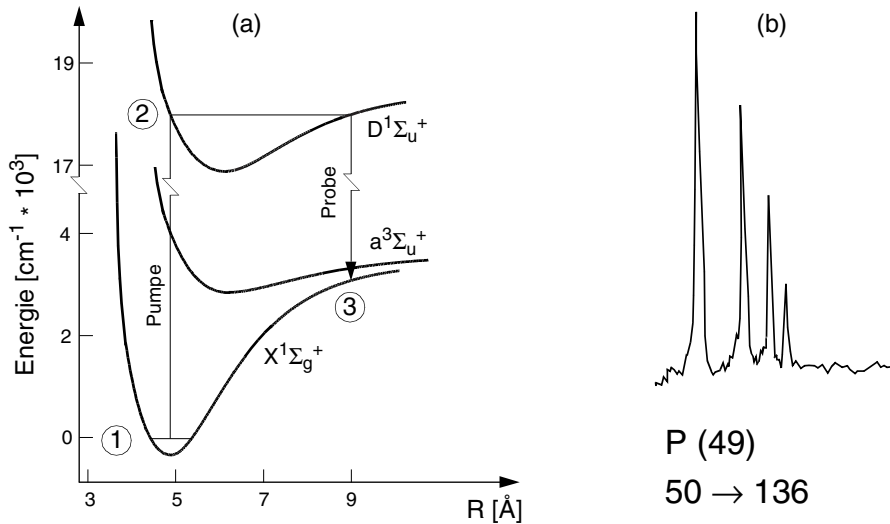 (a)
(b)
Energie [cm⁻¹ * 10³]
19
17
4
2
0
2
1
3
D¹Σᵤ⁺
a³Σᵤ⁺
X¹Σg⁺
Pumpe
Probe
3
5
7
9
R [Å]
P (49)
50 → 136